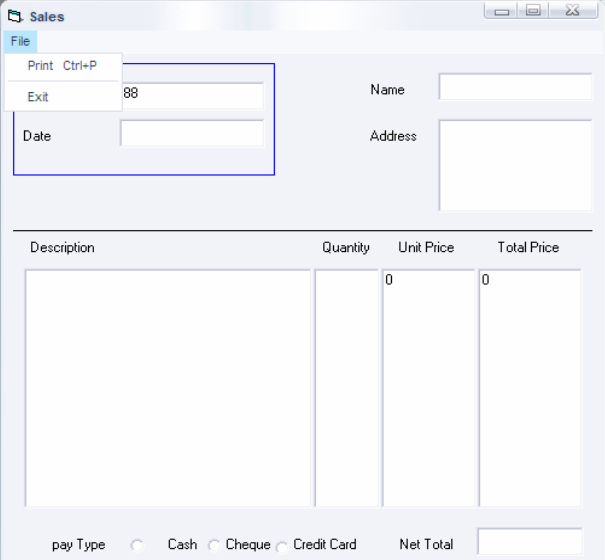 Sales
File
Print Ctrl+P
Exit
88
Name
Date
Address
Description Quantity Unit Price Total Price
0 0
pay Type Cash Cheque Credit Card Net Total